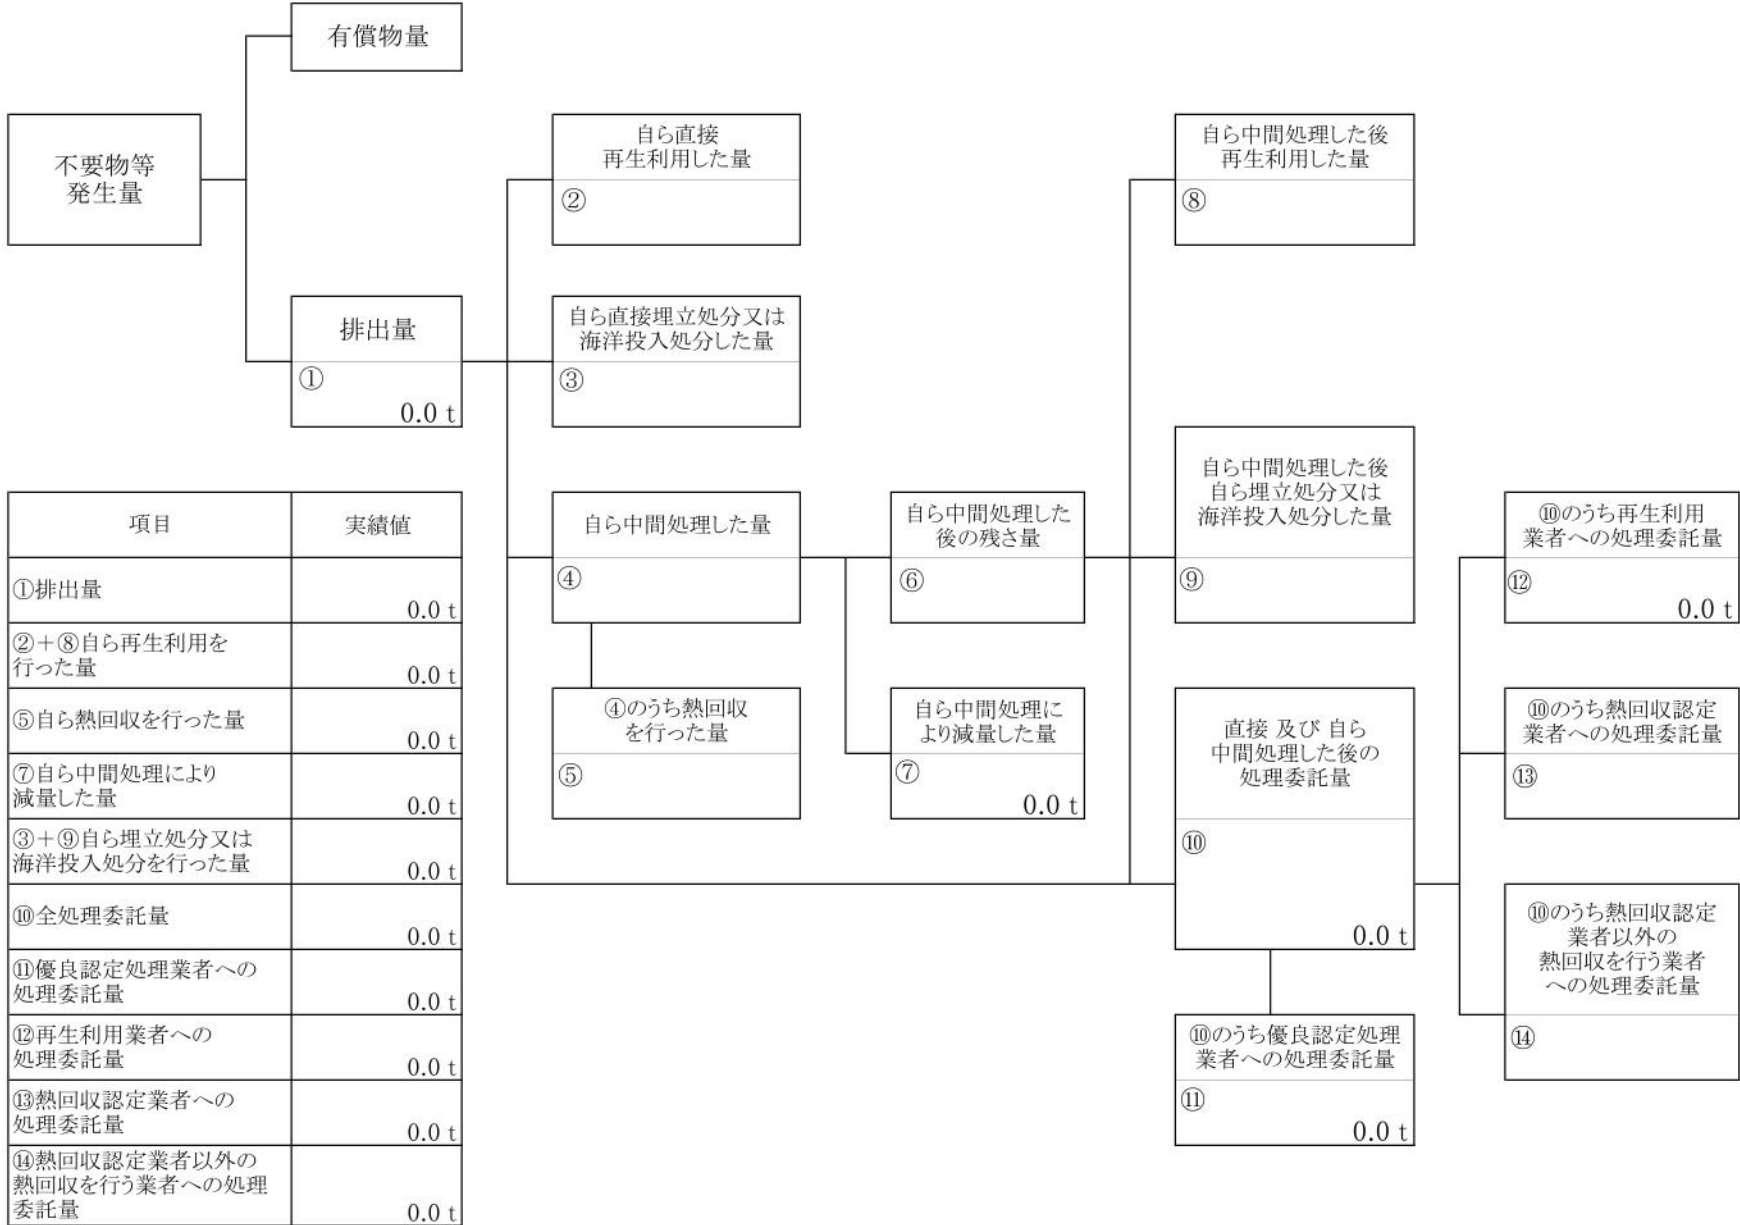 有償物量
不要物等
発生量
自ら直接
再生利用した量
②
自ら中間処理した後
再生利用した量
⑧
排出量
①
0.0 t
自ら直接埋立処分又は
海洋投入処分した量
③
自ら中間処理した量
④
自ら中間処理した
後の残さ量
⑥
自ら中間処理した後
自ら埋立処分又は
海洋投入処分した量
⑨
⑩のうち再生利用
業者への処理委託量
⑫
0.0 t
④のうち熱回収
を行った量
⑤
自ら中間処理に
より減量した量
⑦
0.0 t
直接 及び 自ら
中間処理した後の
処理委託量
⑩
0.0 t
⑩のうち熱回収認定
業者への処理委託量
⑬
⑩のうち熱回収認定
業者以外の
熱回収を行う業者
への処理委託量
⑭
⑩のうち優良認定処理
業者への処理委託量
⑪
0.0 t
項目 実績値
①排出量
0.0 t
②+⑧自ら再生利用を
行った量
0.0 t
⑤自ら熱回収を行った量
0.0 t
⑦自ら中間処理により
減量した量
0.0 t
③+⑨自ら埋立処分又は
海洋投入処分を行った量
0.0 t
⑩全処理委託量
0.0 t
⑪優良認定処理業者への
処理委託量
0.0 t
⑫再生利用業者への
処理委託量
0.0 t
⑬熱回収認定業者への
処理委託量
0.0 t
⑭熱回収認定業者以外の
熱回収を行う業者への処理
委託量
0.0 t